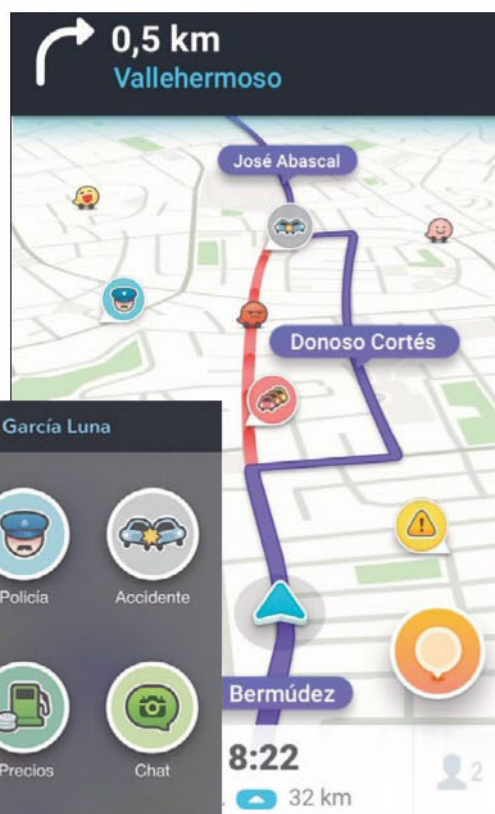 0,5 km
Vallehermoso
José Abascal
Donoso Cortés
García Luna
Policía
Accidente
Bermúdez
Precios
Chat
8:22
32 km
2